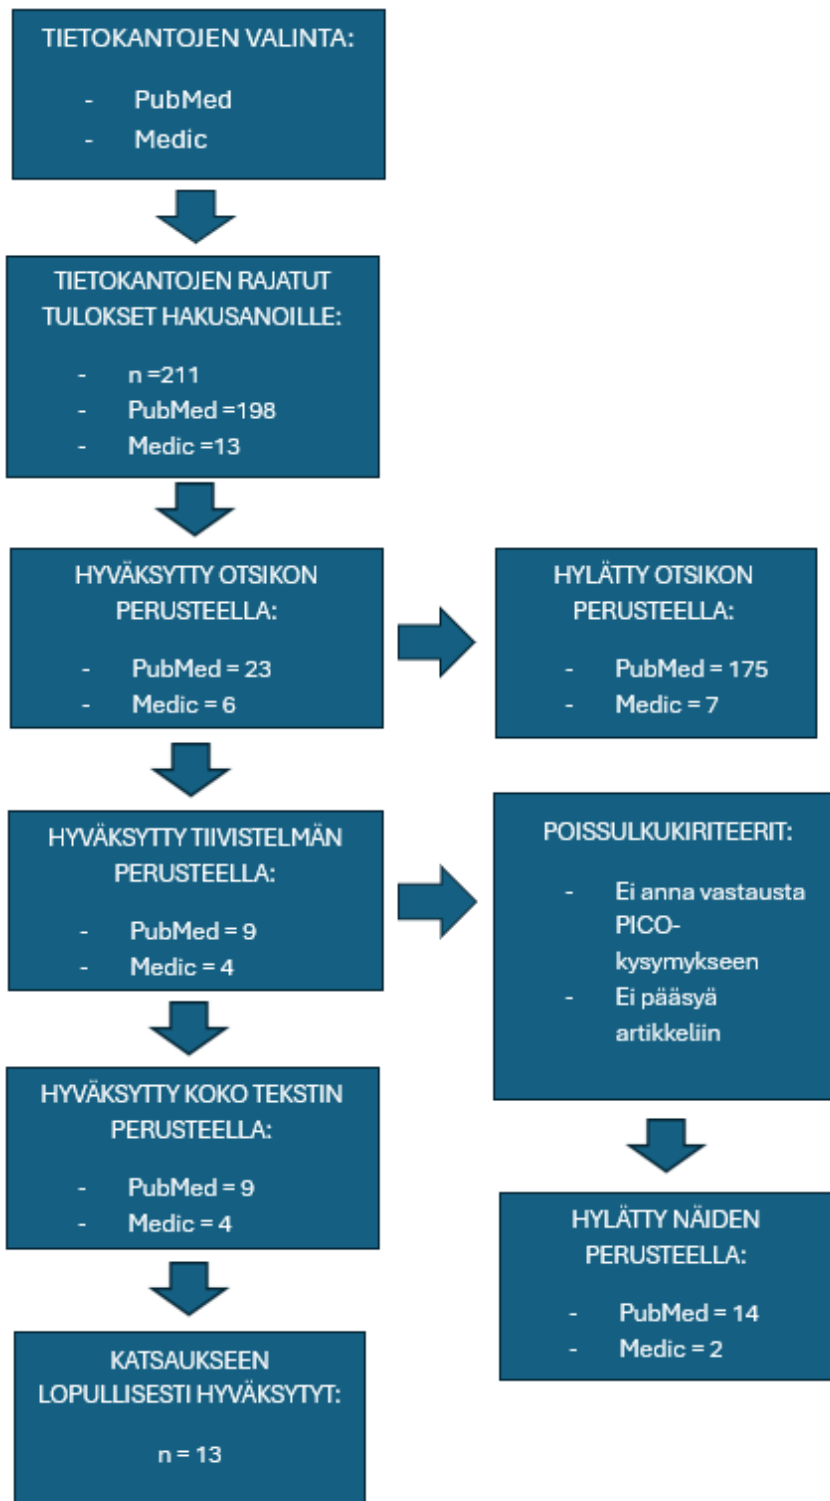 TIETOKANTOJEN VALINTA:
- PubMed
- Medic
TIETOKANTOJEN RAJATUT
TULOKSET HAKUSANOILLE:
- n =211
- PubMed =198
- Medic =13
HYVÄKSYTTY OTSIKON
PERUSTEELLA:
- PubMed = 23
- Medic = 6
HYLÄTTY OTSIKON
PERUSTEELLA:
- PubMed = 175
- Medic = 7
HYVÄKSYTTY TIIVISTELMÄN
PERUSTEELLA:
- PubMed = 9
- Medic = 4
POISSULKUKIRITEERIT:
- Ei anna vastausta
PICO-
kysymykseen
- Ei pääsyä
artikkeliin
HYVÄKSYTTY KOKO TEKSTIN
PERUSTEELLA:
- PubMed = 9
- Medic = 4
HYLÄTTY NÄIDEN
PERUSTEELLA:
- PubMed = 14
- Medic = 2
KATSAUKSEEN
LOPULLISESTI HYVÄKSYTYT:
n = 13